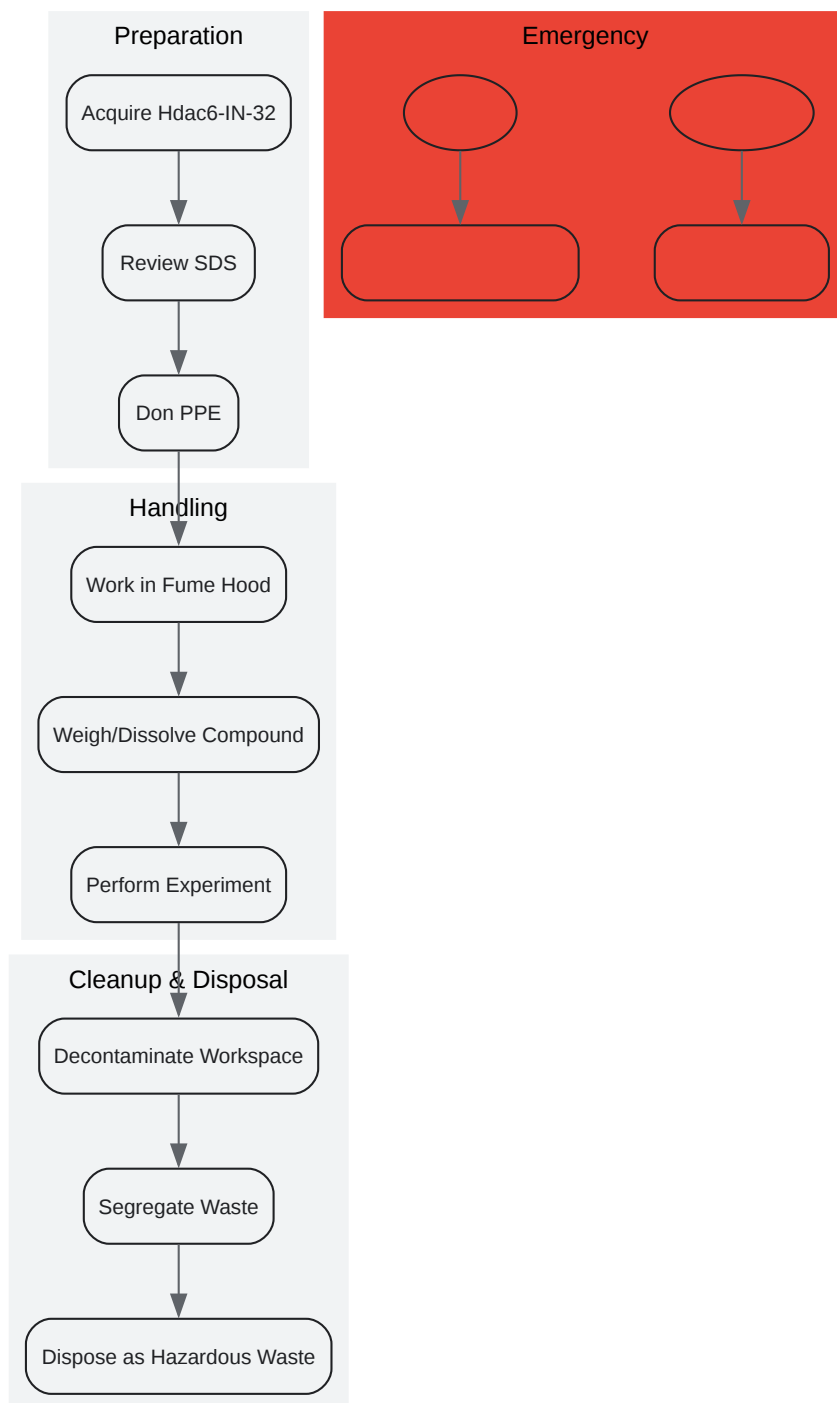 Preparation
Acquire Hdac6-IN-32
Review SDS
Don PPE
Emergency
Handling
Work in Fume Hood
Weigh/Dissolve Compound
Perform Experiment
Cleanup & Disposal
Decontaminate Workspace
Segregate Waste
Dispose as Hazardous Waste